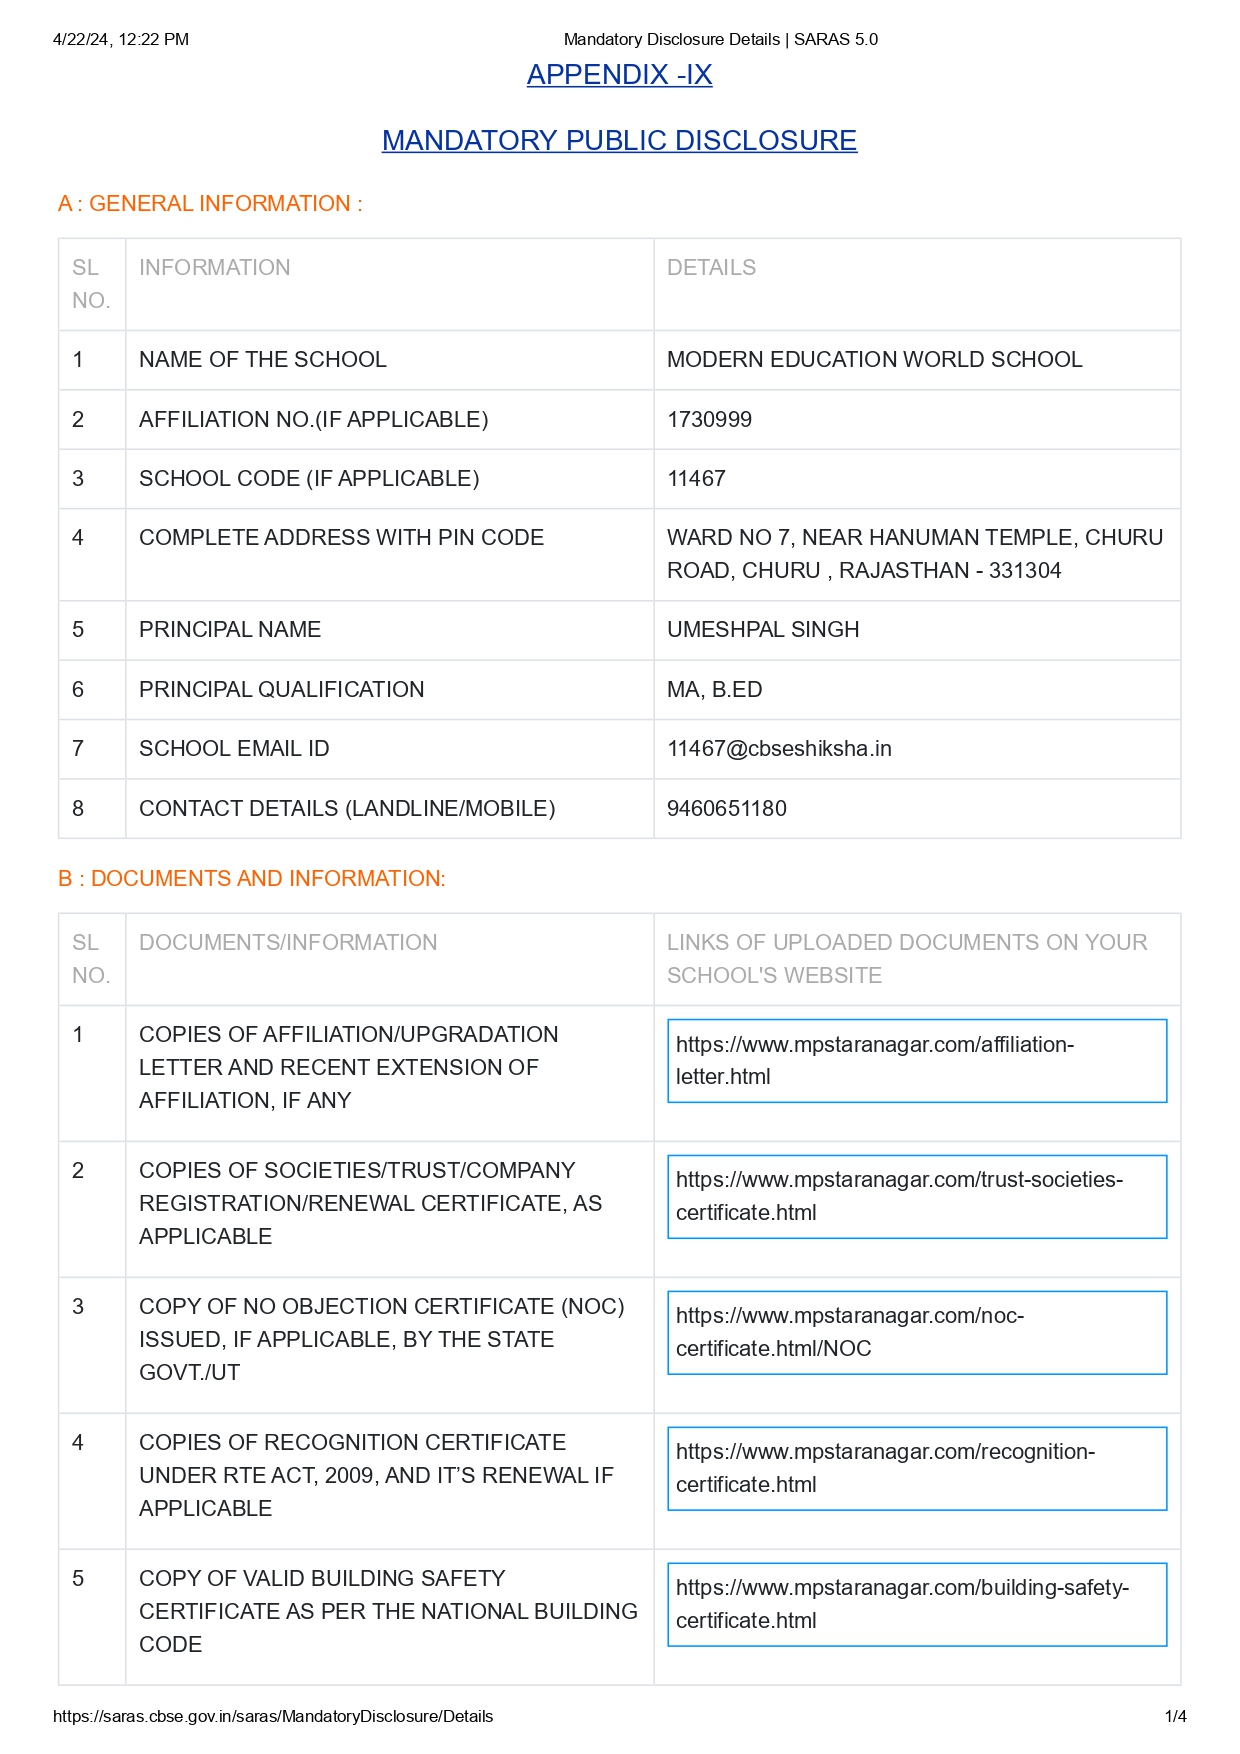 4/22/24, 12:22 PM
Mandatory Disclosure Details | SARAS 5.0
APPENDIX -IX
MANDATORY PUBLIC DISCLOSURE
A : GENERAL INFORMATION :
SL
NO.
INFORMATION
DETAILS
1
NAME OF THE SCHOOL
MODERN EDUCATION WORLD SCHOOL
2
AFFILIATION NO.(IF APPLICABLE)
1730999
3
SCHOOL CODE (IF APPLICABLE)
11467
4
COMPLETE ADDRESS WITH PIN CODE
WARD NO 7, NEAR HANUMAN TEMPLE, CHURU
ROAD, CHURU , RAJASTHAN - 331304
5
PRINCIPAL NAME
UMESHPAL SINGH
6
PRINCIPAL QUALIFICATION
MA, B.ED
7
SCHOOL EMAIL ID
11467@cbseshiksha.in
8
CONTACT DETAILS (LANDLINE/MOBILE)
9460651180
B : DOCUMENTS AND INFORMATION:
SL
NO.
DOCUMENTS/INFORMATION
LINKS OF UPLOADED DOCUMENTS ON YOUR
SCHOOL'S WEBSITE
1
COPIES OF AFFILIATION/UPGRADATION
LETTER AND RECENT EXTENSION OF
AFFILIATION, IF ANY
https://www.mpstaranagar.com/affiliation-
letter.html
2
COPIES OF SOCIETIES/TRUST/COMPANY
REGISTRATION/RENEWAL CERTIFICATE, AS
APPLICABLE
https://www.mpstaranagar.com/trust-societies-
certificate.html
3
COPY OF NO OBJECTION CERTIFICATE (NOC)
ISSUED, IF APPLICABLE, BY THE STATE
GOVT./UT
https://www.mpstaranagar.com/noc-
certificate.html/NOC
4
COPIES OF RECOGNITION CERTIFICATE
UNDER RTE ACT, 2009, AND IT’S RENEWAL IF
APPLICABLE
https://www.mpstaranagar.com/recognition-
certificate.html
5
COPY OF VALID BUILDING SAFETY
CERTIFICATE AS PER THE NATIONAL BUILDING
CODE
https://www.mpstaranagar.com/building-safety-
certificate.html
https://saras.cbse.gov.in/saras/MandatoryDisclosure/Details
1/4